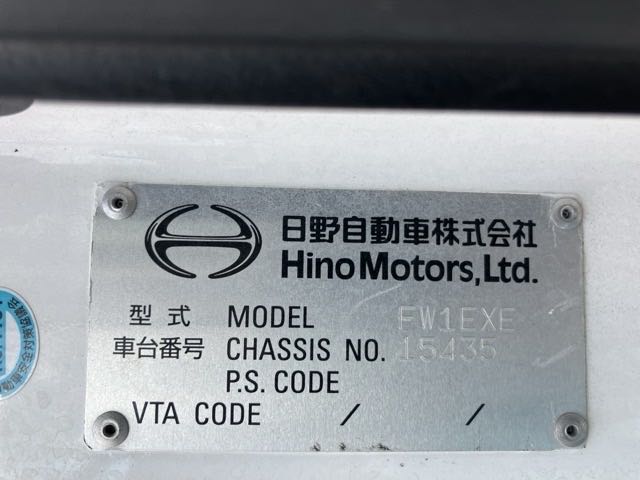 日野自動車株式会社
Hino Motors, Ltd.
型式 MODEL FW1EXE
車台番号 CHASSIS NO. 15435
P.S. CODE
VTA CODE / /